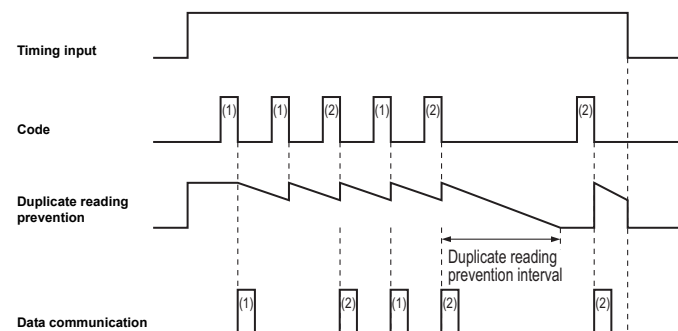 Timing input
(1) (1) (2) (1) (2) (2)
Code
Duplicate reading
prevention
Duplicate reading
prevention interval
(1) (2) (1) (2) (2)
Data communication